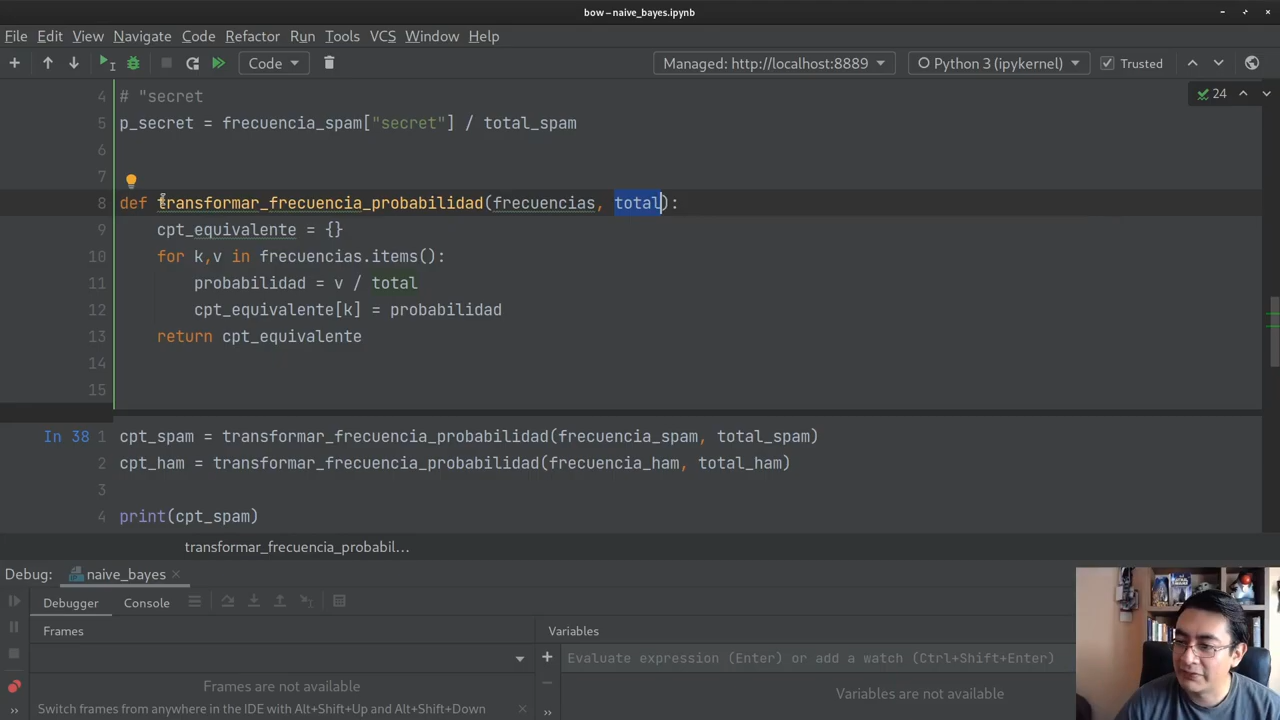 bow – naive_bayes.ipynb
File Edit View Navigate Code Refactor Run Tools VCS Window Help
Code Managed: http://localhost:8889 Python 3 (ipykernel) Trusted
4 # "secret 24
5 p_secret = frecuencia_spam["secret"] / total_spam
6
7
8 def transformar_frecuencia_probabilidad(frecuencias, total):
9 cpt_equivalente = {}
10 for k,v in frecuencias.items():
11 probabilidad = v / total
12 cpt_equivalente[k] = probabilidad
13 return cpt_equivalente
14
15
In 38 1 cpt_spam = transformar_frecuencia_probabilidad(frecuencia_spam, total_spam)
2 cpt_ham = transformar_frecuencia_probabilidad(frecuencia_ham, total_ham)
3
4 print(cpt_spam)
transformar_frecuencia_probabil...
Debug: naive_bayes
Debugger Console
Frames Variables
Evaluate expression (Enter) or add a watch (Ctrl+Shift+Enter)
Frames are not available Variables are not available
Switch frames from anywhere in the IDE with Alt+Shift+Up and Alt+Shift+Down